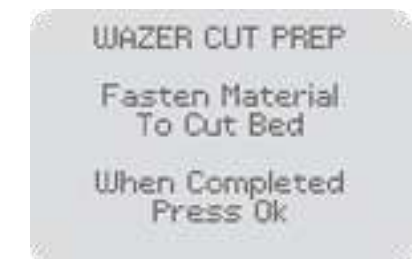 WAZER CUT PREP
Fasten Material
To Cut Bed
When Completed
Press Ok